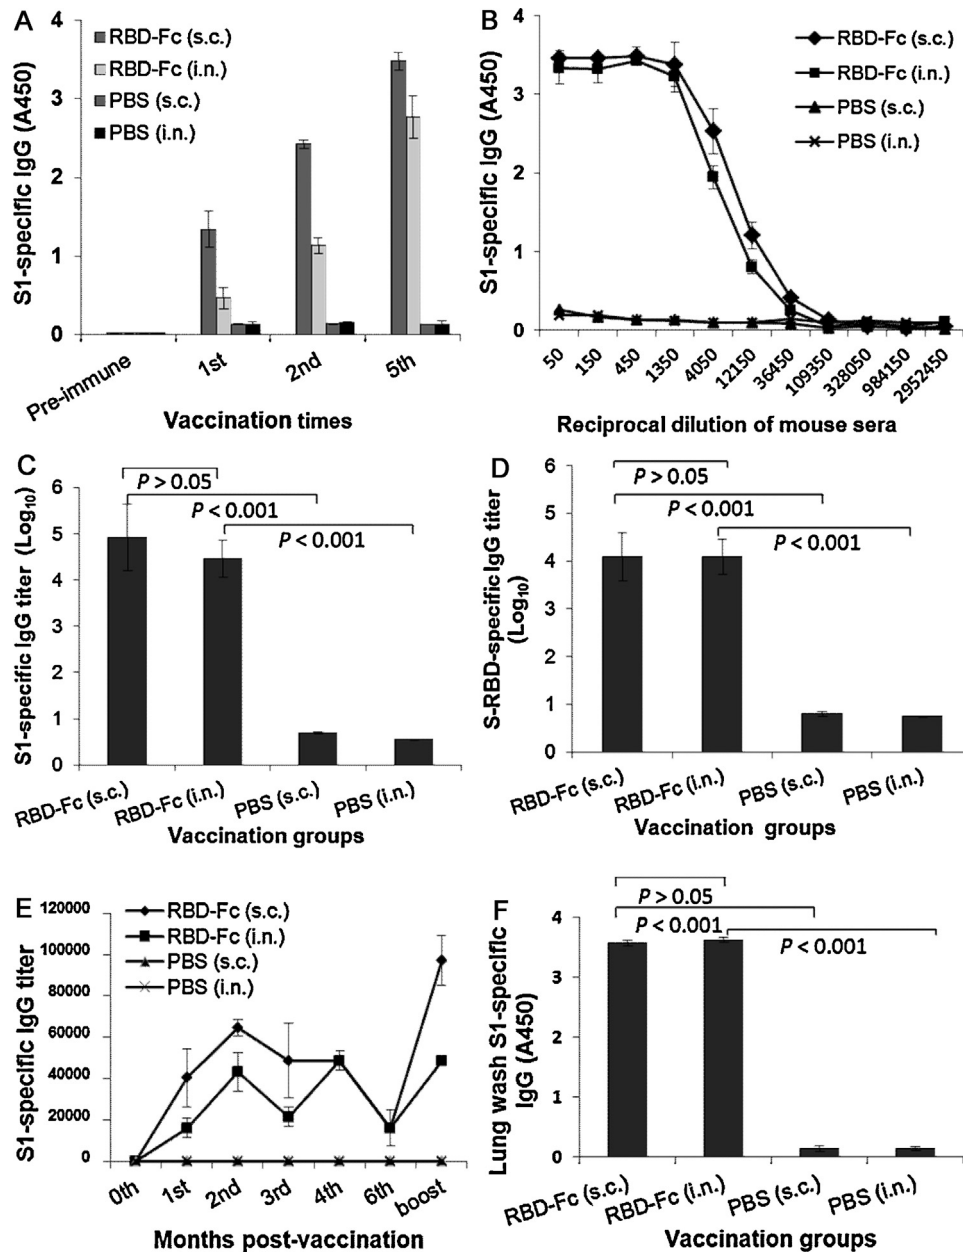 A
S1-specific IgG (A450)
4
3
2
1
0
RBD-Fc (s.c.)
RBD-Fc (i.n.)
PBS (s.c.)
PBS (i.n.)
Pre-immune
1st
2nd
5th
Vaccination times
B
S1-specific IgG (A450)
4
3
2
1
0
RBD-Fc (s.c.)
RBD-Fc (i.n.)
PBS (s.c.)
PBS (i.n.)
50
150
450
1350
4050
12150
36450
109350
328050
984150
2952450
Reciprocal dilution of mouse sera
C
S1-specific IgG titer (Log10)
6
5
4
3
2
1
0
P > 0.05
P < 0.001
P < 0.001
RBD-Fc (s.c.)
RBD-Fc (i.n.)
PBS (s.c.)
PBS (i.n.)
Vaccination groups
D
S-RBD-specific IgG titer
(Log10)
6
5
4
3
2
1
0
P > 0.05
P < 0.001
P < 0.001
RBD-Fc (s.c.)
RBD-Fc (i.n.)
PBS (s.c.)
PBS (i.n.)
Vaccination groups
E
S1-specific IgG titer
120000
100000
80000
60000
40000
20000
0
RBD-Fc (s.c.)
RBD-Fc (i.n.)
PBS (s.c.)
PBS (i.n.)
0th
1st
2nd
3rd
4th
6th
boost
Months post-vaccination
F
Lung wash S1-specific
IgG (A450)
4
3
2
1
0
P > 0.05
P < 0.001
P < 0.001
RBD-Fc (s.c.)
RBD-Fc (i.n.)
PBS (s.c.)
PBS (i.n.)
Vaccination groups